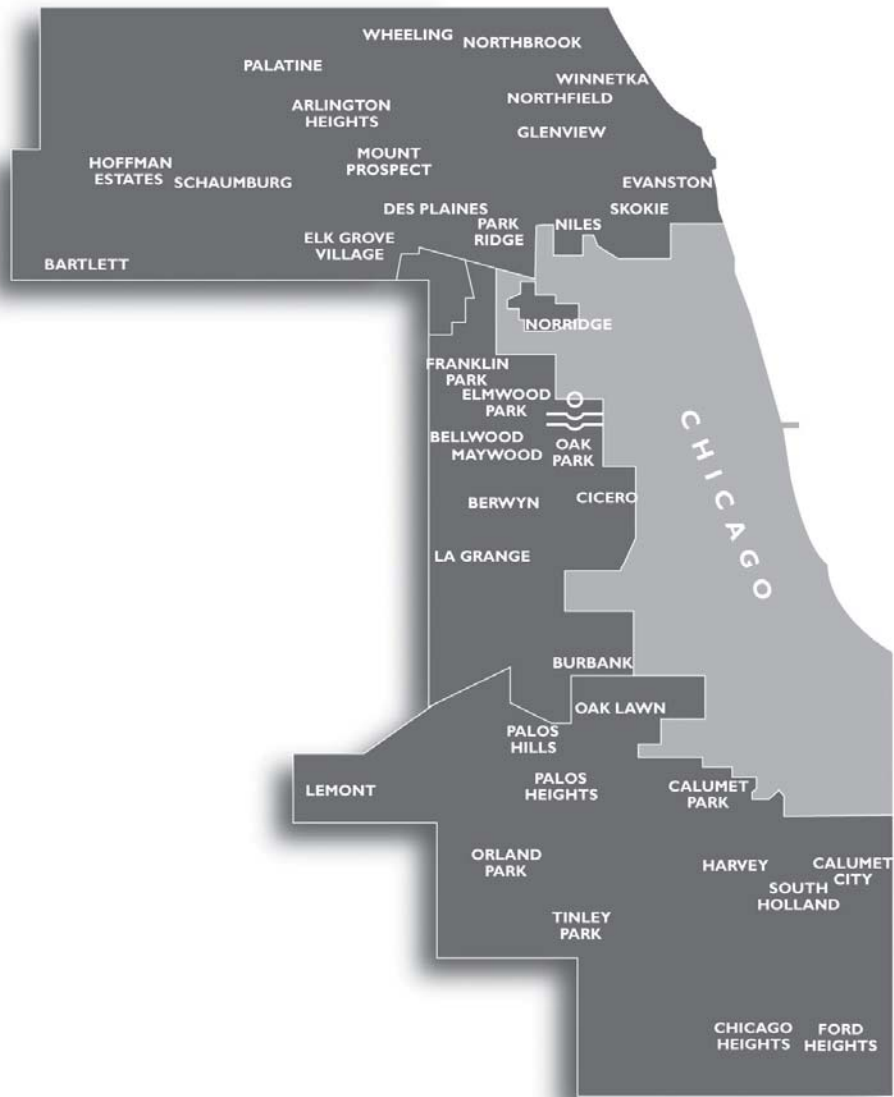 WHEELING
NORTHBROOK
PALATINE
WINNETKA
NORTHFIELD
ARLINGTON
HEIGHTS
GLENVIEW
MOUNT
PROSPECT
HOFFMAN
ESTATES
SCHAUMBURG
EVANSTON
DES PLAINES
SKOKIE
PARK
RIDGE
NILES
ELK GROVE
VILLAGE
BARTLETT
NORRIDGE
FRANKLIN
PARK
ELMWOOD
PARK
BELLWOOD
MAYWOOD
OAK
PARK
CHICAGO
BERWYN
CICERO
LA GRANGE
BURBANK
OAK LAWN
PALOS
HILLS
LEMONT
PALOS
HEIGHTS
CALUMET
PARK
ORLAND
PARK
HARVEY
CALUMET
CITY
SOUTH
HOLLAND
TINLEY
PARK
CHICAGO
HEIGHTS
FORD
HEIGHTS